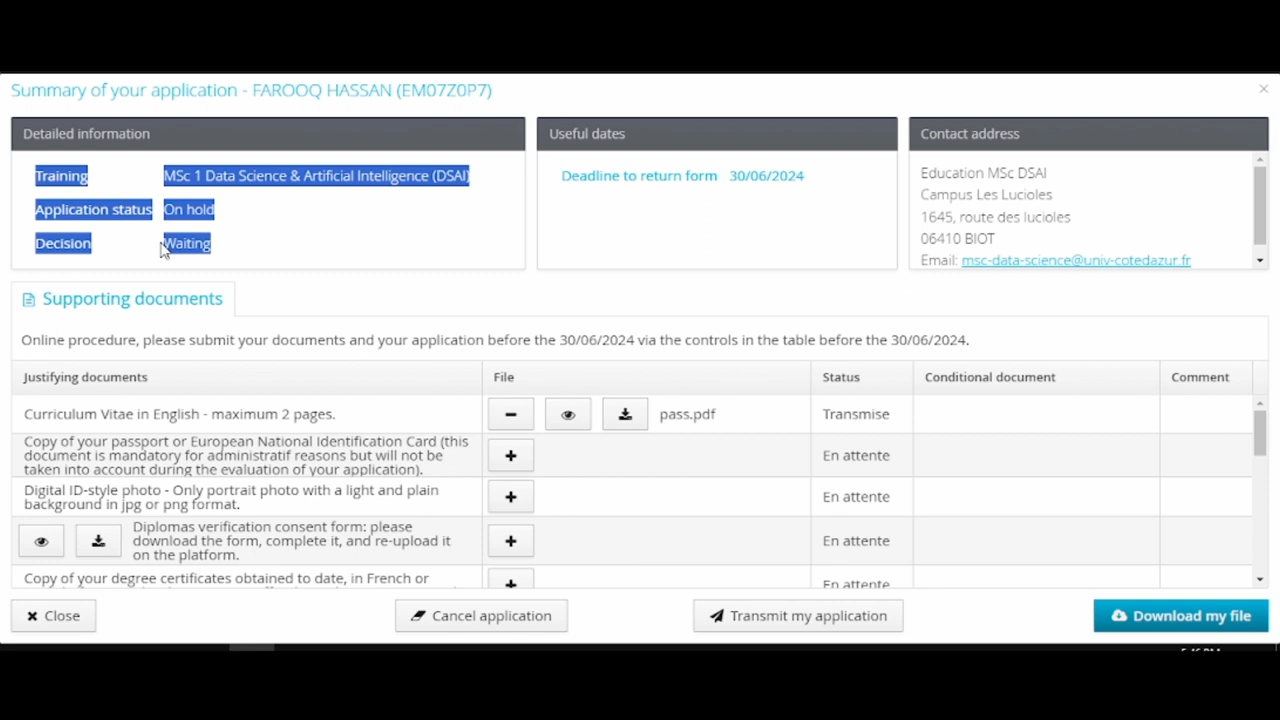 Summary of your application - FAROOQ HASSAN (EM07Z0P7)
Detailed information
Training MSc 1 Data Science & Artificial Intelligence (DSAI)
Application status On hold
Decision Waiting
Useful dates
Deadline to return form 30/06/2024
Contact address
Education MSc DSAI
Campus Les Lucioles
1645, route des lucioles
06410 BIOT
Email: msc-data-science@univ-cotedazur.fr
Supporting documents
Online procedure, please submit your documents and your application before the 30/06/2024 via the controls in the table before the 30/06/2024.
Justifying documents File Status Conditional document Comment
Curriculum Vitae in English - maximum 2 pages. pass.pdf Transmise
Copy of your passport or European National Identification Card (this
document is mandatory for administratif reasons but will not be
taken into account during the evaluation of your application).
En attente
Digital ID-style photo - Only portrait photo with a light and plain
background in jpg or png format.
En attente
Diplomas verification consent form: please
download the form, complete it, and re-upload it
on the platform.
En attente
Copy of your degree certificates obtained to date, in French or
En attente
Close Cancel application Transmit my application Download my file